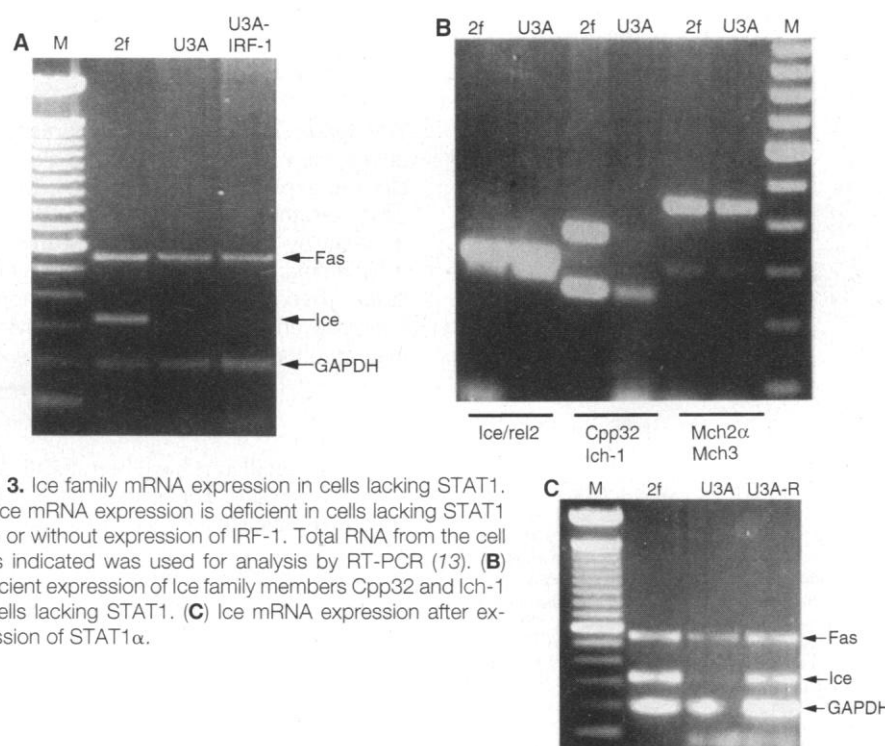 A M 2f U3A U3A-
IRF-1
Fas
Ice
GAPDH
B 2f U3A 2f U3A 2f U3A M
Ice/rel2 Cpp32 Mch2α
Ich-1 Mch3
3. Ice family mRNA expression in cells lacking STAT1.
ce mRNA expression is deficient in cells lacking STAT1
or without expression of IRF-1. Total RNA from the cell
s indicated was used for analysis by RT-PCR (13). (B)
cient expression of Ice family members Cpp32 and Ich-1
ells lacking STAT1. (C) Ice mRNA expression after ex-
ssion of STAT1α.
C M 2f U3A U3A-R
Fas
Ice
GAPDH